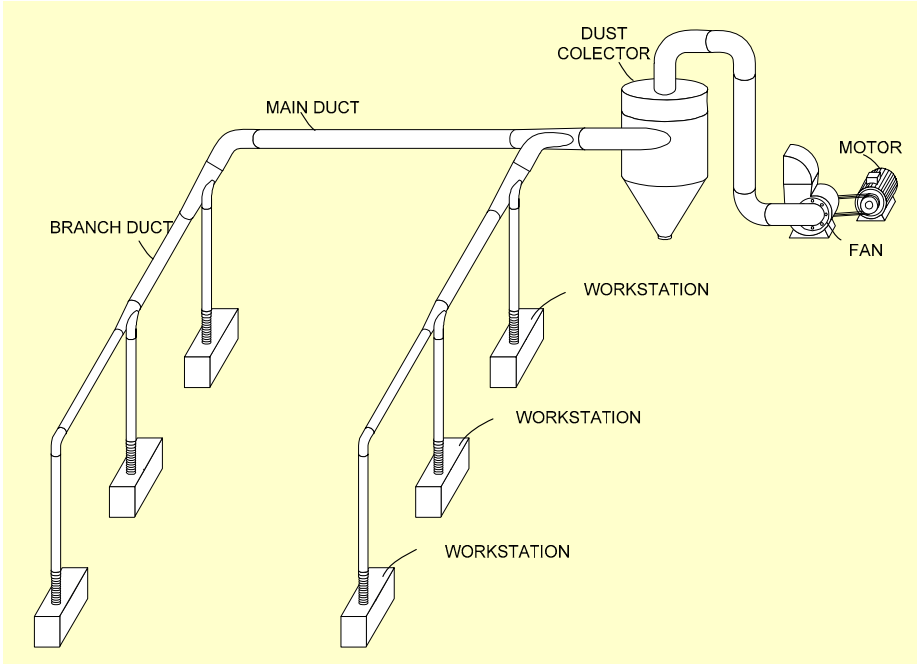 DUST
COLECTOR
MAIN DUCT
MOTOR
BRANCH DUCT
FAN
WORKSTATION
WORKSTATION
WORKSTATION